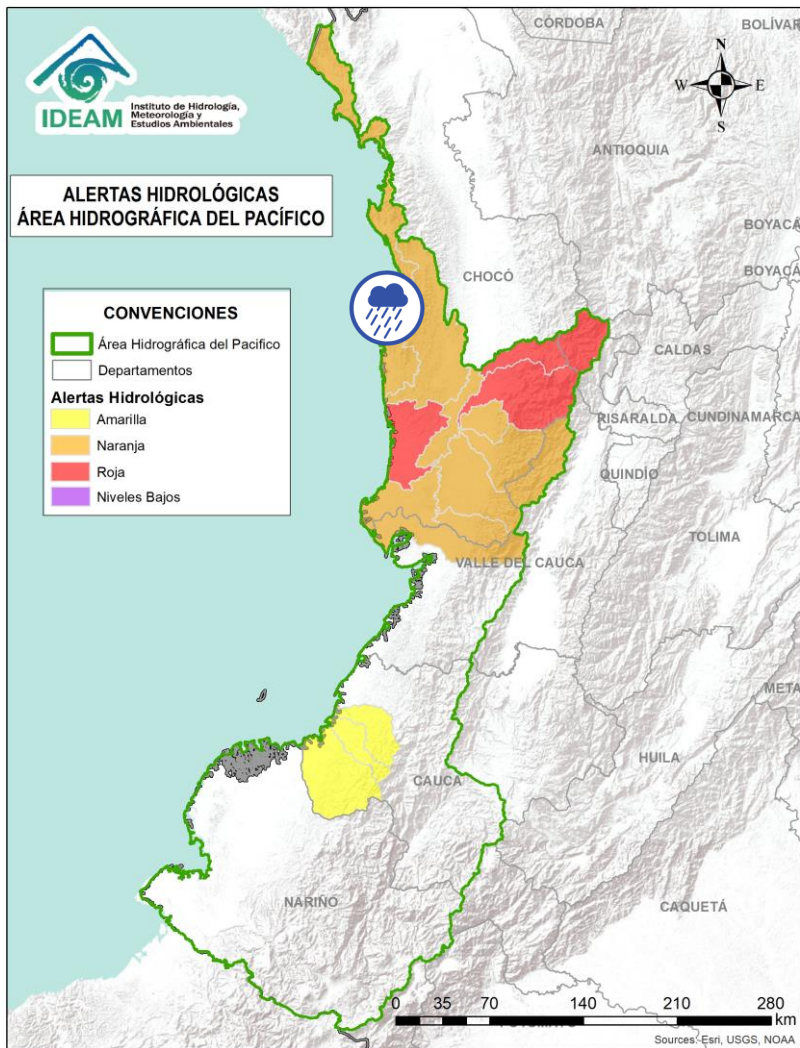 CÓRDOBA
BOLÍVAR
N
W
E
S
IDEAM
Instituto de Hidrología,
Meteorología y
Estudios Ambientales
ANTIOQUIA
ALERTAS HIDROLÓGICAS
ÁREA HIDROGRÁFICA DEL PACÍFICO
BOYACÁ
BOYACÁ
CHOCÓ
CONVENCIONES
Área Hidrográfica del Pacifico
Departamentos
Alertas Hidrológicas
Amarilla
Naranja
Roja
Niveles Bajos
CALDAS
RISARALDA
CUNDINAMARCA
QUINDÍO
TOLIMA
VALLE DEL CAUCA
META
HUILA
CAUCA
NARIÑO
CAQUETÁ
0 35 70 140 210 280
km
Sources: Esri, USGS, NOAA